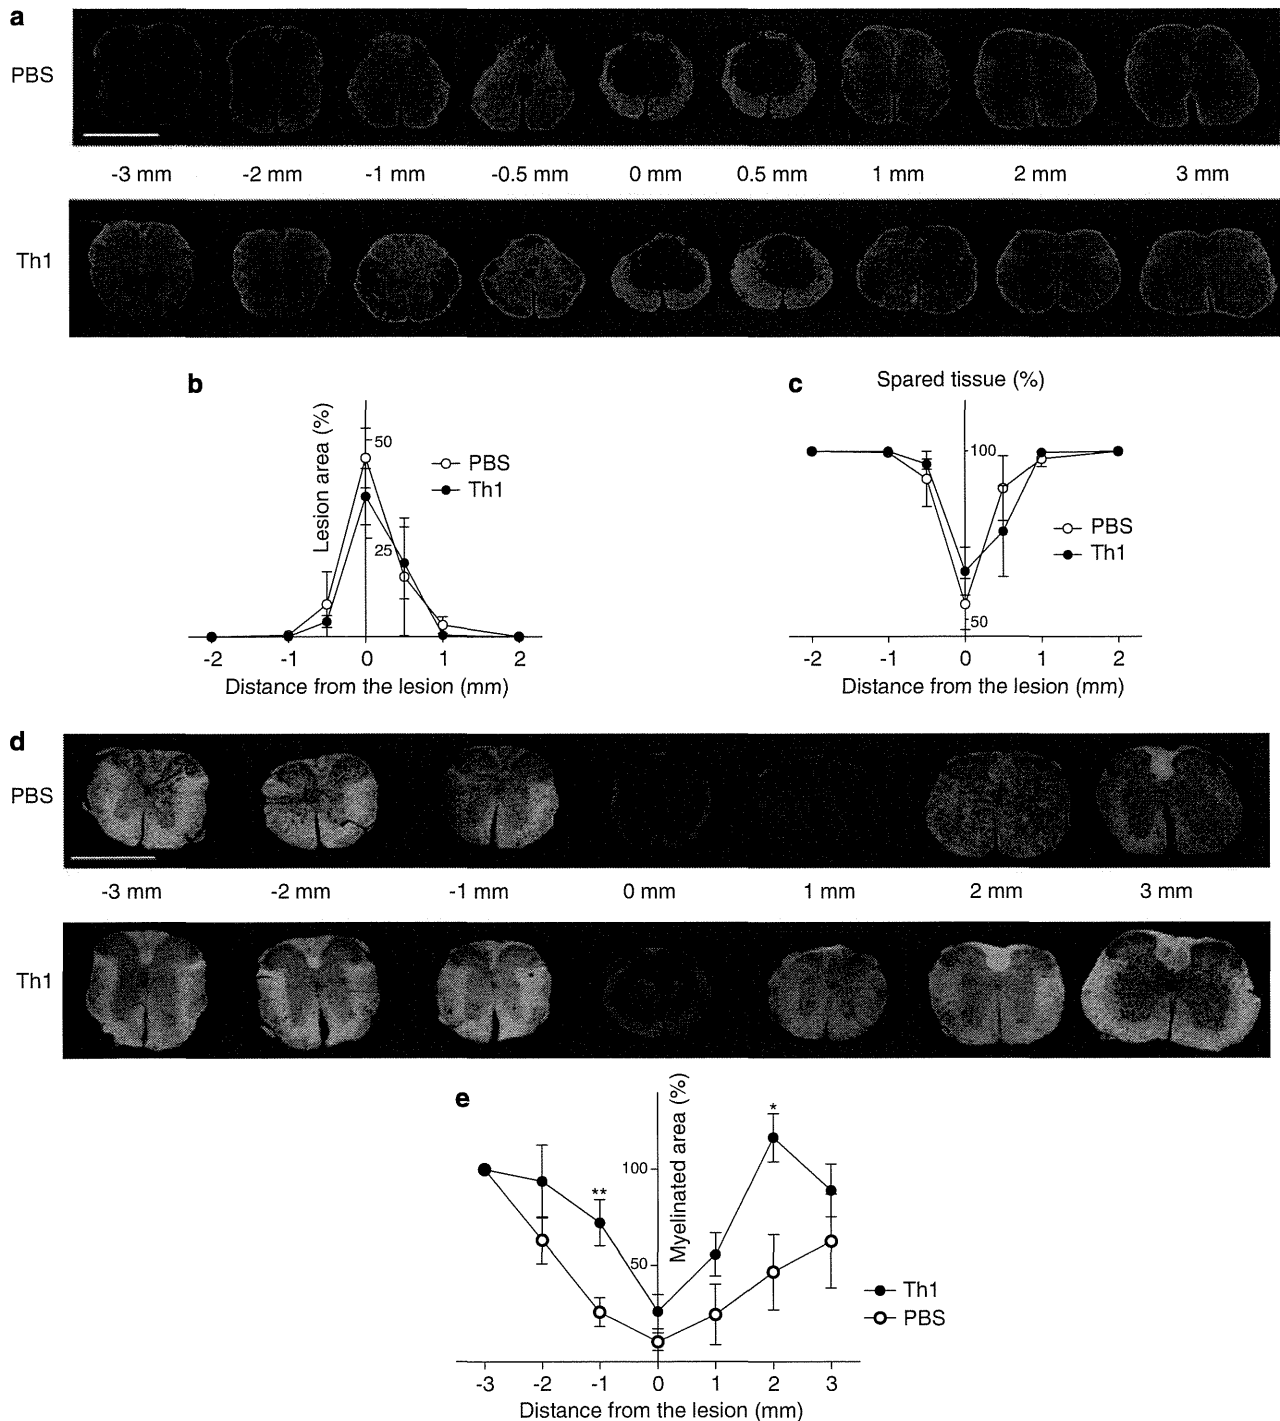 a
PBS
-3 mm -2 mm -1 mm -0.5 mm 0 mm 0.5 mm 1 mm 2 mm 3 mm
Th1
b
Lesion area (%)
50
25
PBS
Th1
-2 -1 0 1 2
Distance from the lesion (mm)
c
Spared tissue (%)
100
50
PBS
Th1
-2 -1 0 1 2
Distance from the lesion (mm)
d
PBS
-3 mm -2 mm -1 mm 0 mm 1 mm 2 mm 3 mm
Th1
e
Myelinated area (%)
*
**
100
50
Th1
PBS
-3 -2 -1 0 1 2 3
Distance from the lesion (mm)